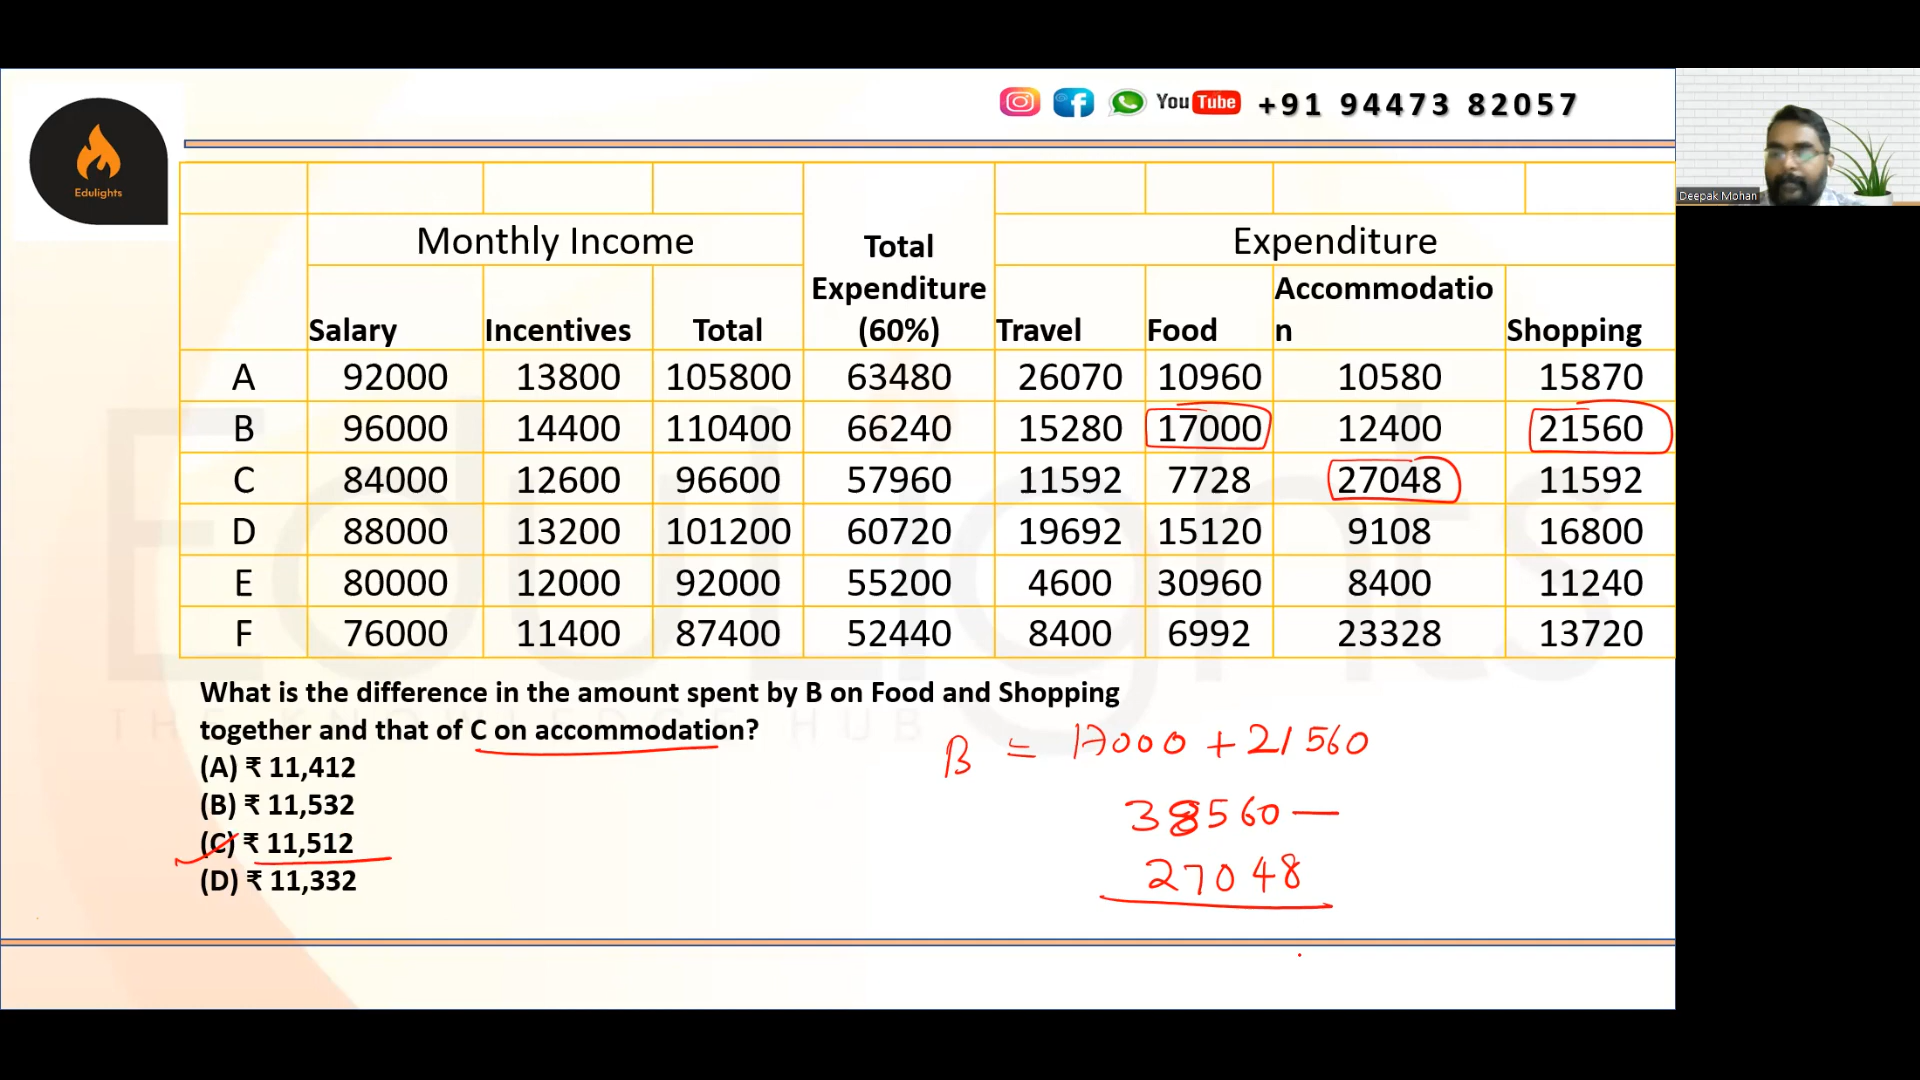 You Tube +91 94473 82057
Edulights
Deepak Mohan
Monthly Income Total Expenditure (60%) Expenditure
Salary Incentives Total Travel Food Accommodatio
n Shopping
A 92000 13800 105800 63480 26070 10960 10580 15870
B 96000 14400 110400 66240 15280 17000 12400 21560
C 84000 12600 96600 57960 11592 7728 27048 11592
D 88000 13200 101200 60720 19692 15120 9108 16800
E 80000 12000 92000 55200 4600 30960 8400 11240
F 76000 11400 87400 52440 8400 6992 23328 13720
EduLights
THE KNOWLEDGE HUB
What is the difference in the amount spent by B on Food and Shopping
together and that of C on accommodation?
(A) ₹ 11,412
(B) ₹ 11,532
(C) ₹ 11,512
(D) ₹ 11,332
B = 17000 + 21560
38560 —
27048